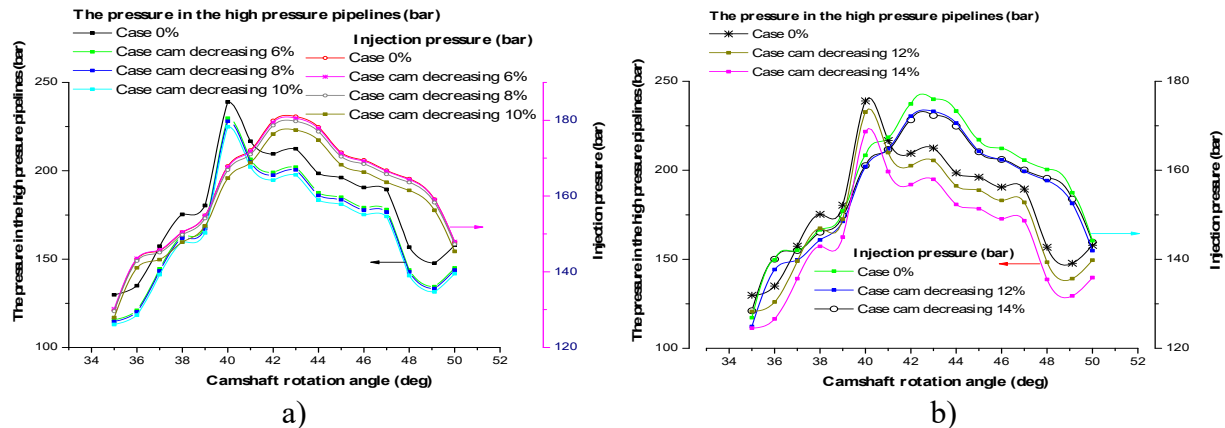 The pressure in the high pressure pipelines (bar)
Case 0%
Case cam decreasing 6%
Case cam decreasing 8%
Case cam decreasing 10%
Injection pressure (bar)
Case 0%
Case cam decreasing 6%
Case cam decreasing 8%
Case cam decreasing 10%
The pressure in the high pressure pipelines (bar)
250
200
150
100
34 36 38 40 42 44 46 48 50 52
Camshaft rotation angle (deg)
180
160
140
120
Injection pressure (bar)
a)
The pressure in the high pressure pipelines (bar)
Case 0%
Case cam decreasing 12%
Case cam decreasing 14%
The pressure in the high pressure pipelines (bar)
250
200
150
100
Injection pressure (bar)
Case 0%
Case cam decreasing 12%
Case cam decreasing 14%
34 36 38 40 42 44 46 48 50 52
Camshaft rotation angle (deg)
180
160
140
120
Injection pressure (bar)
b)